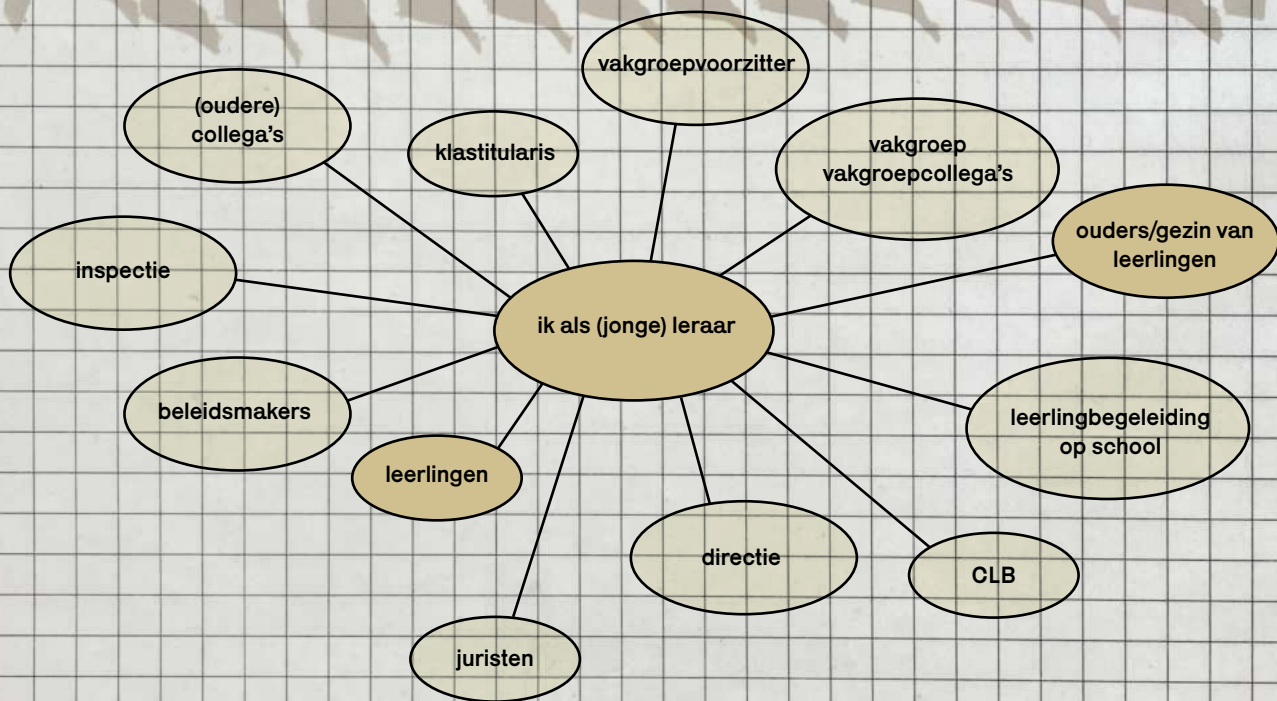 vakgroepvoorzitter
(oudere)
collega's
klastitularis
vakgroep
vakgroepcollega's
ouders/gezin van
leerlingen
inspectie
ik als (jonge) leraar
beleidsmakers
leerlingbegeleiding
op school
leerlingen
directie
CLB
juristen